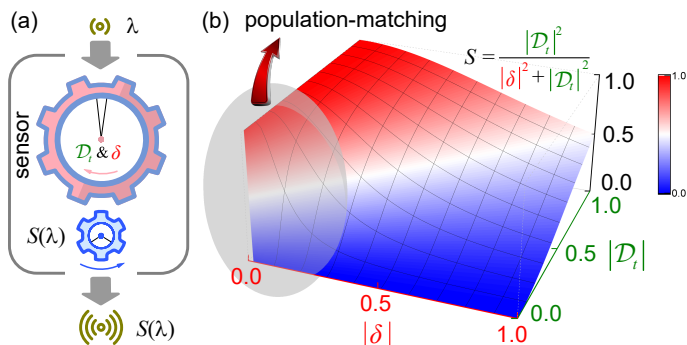 (a)
λ
sensor
𝒟ₜ & δ
S(λ)
S(λ)
(b)
population-matching
S = |𝒟ₜ|² / (|δ|² + |𝒟ₜ|²)
1.0
0.5
0.0
1.0
0.5
0.0
|𝒟ₜ|
0.0
0.5
1.0
|δ|
1.0
0.0